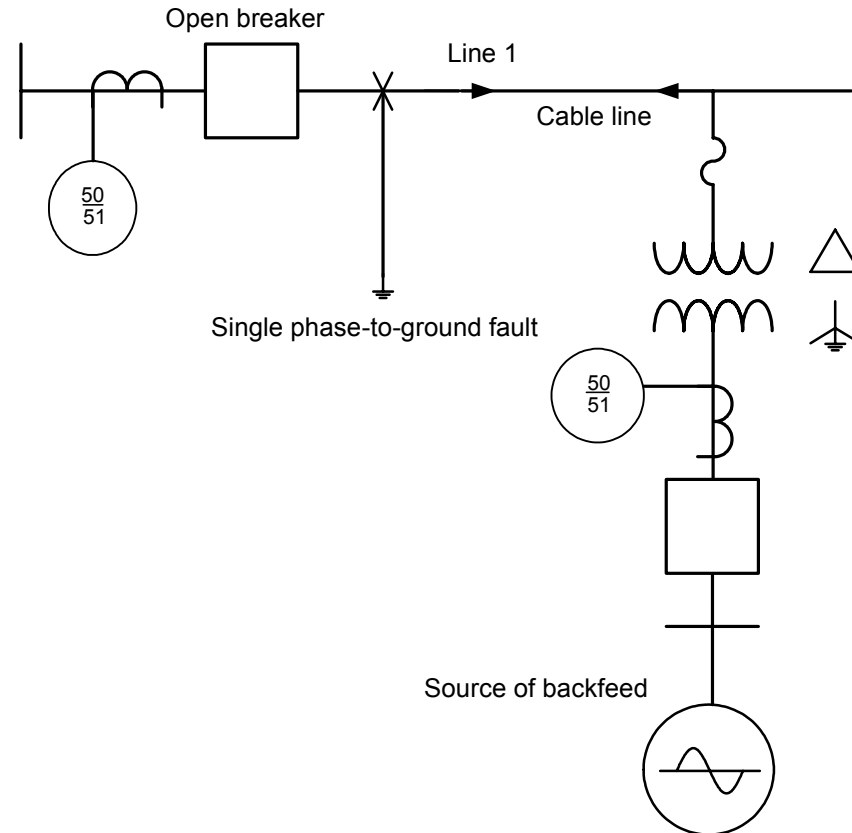 Open breaker
Line 1
Cable line
50
51
Single phase-to-ground fault
50
51
Source of backfeed